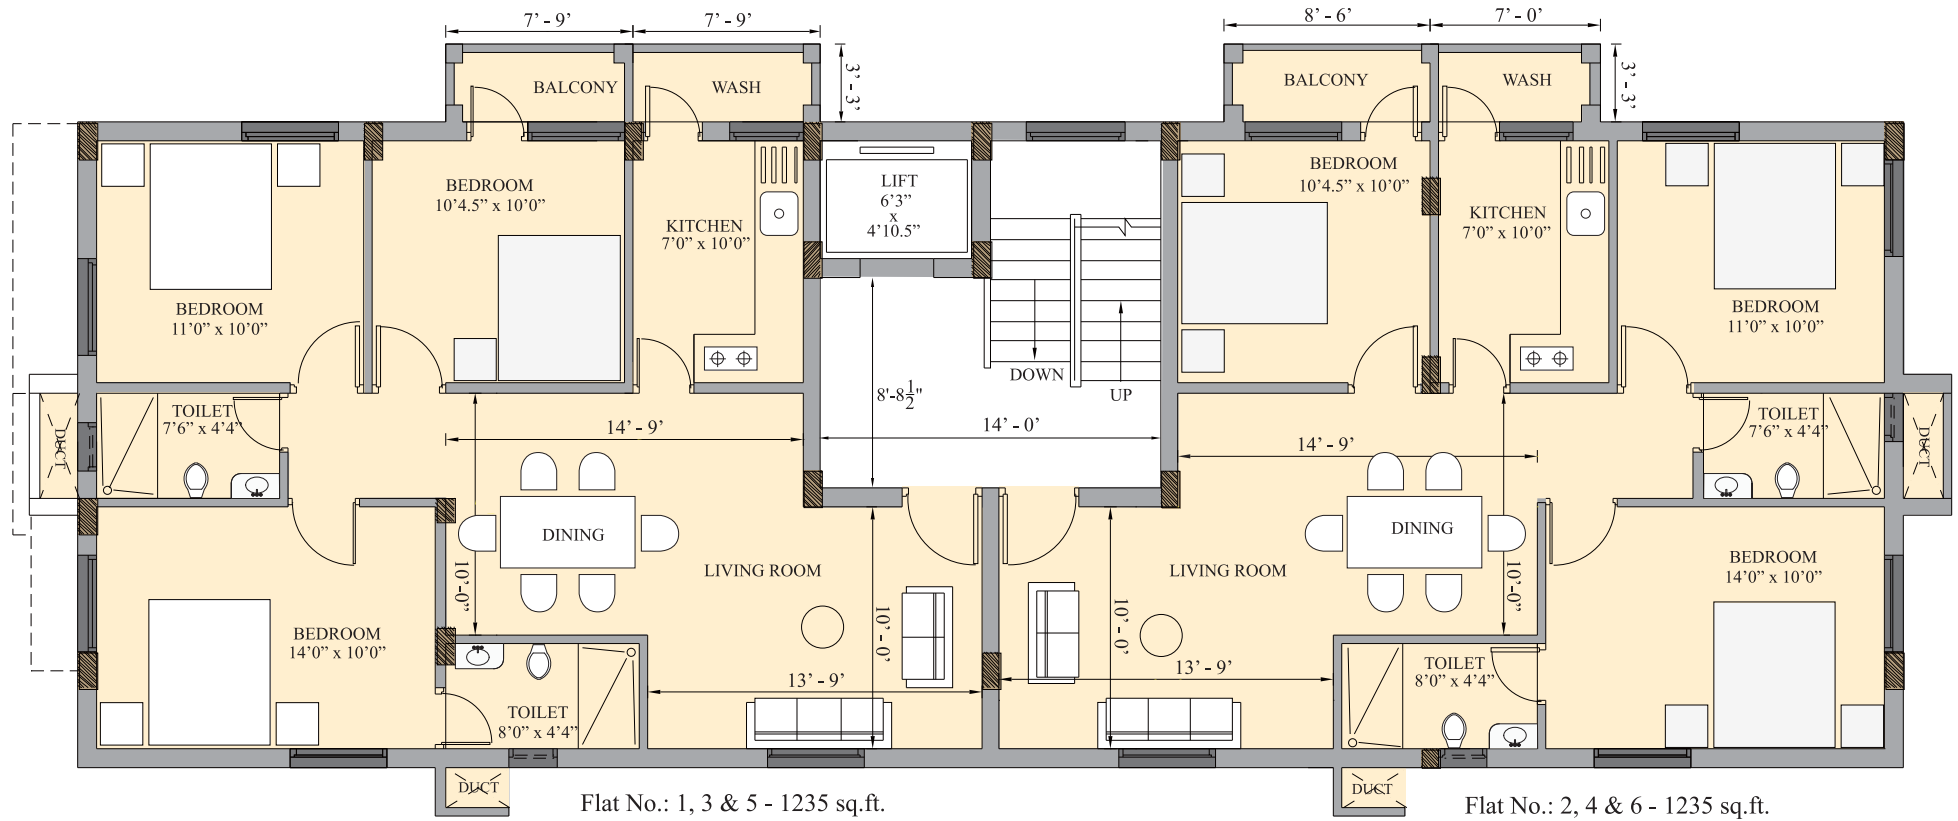 7’ - 9’
7’ - 9’
8’ - 6’
7’ - 0’
BALCONY
WASH
3’ - 3’
BALCONY
WASH
3’ - 3’
BEDROOM
11’0” x 10’0”
BEDROOM
10’4.5” x 10’0”
KITCHEN
7’0” x 10’0”
LIFT
6’3”
x
4’10.5”
DOWN
UP
BEDROOM
10’4.5” x 10’0”
KITCHEN
7’0” x 10’0”
BEDROOM
11’0” x 10’0”
8'-8½"
14’ - 0’
DUCT
TOILET
7’6” x 4’4”
14’ - 9’
14’ - 9’
TOILET
7’6” x 4’4”
DUCT
DINING
10’-0”
LIVING ROOM
10’ - 0’
13’ - 9’
LIVING ROOM
10’ - 0’
13’ - 9’
DINING
10’-0”
BEDROOM
14’0” x 10’0”
TOILET
8’0” x 4’4”
TOILET
8’0” x 4’4”
BEDROOM
14’0” x 10’0”
DUCT
DUCT
Flat No.: 1, 3 & 5 - 1235 sq.ft.
Flat No.: 2, 4 & 6 - 1235 sq.ft.